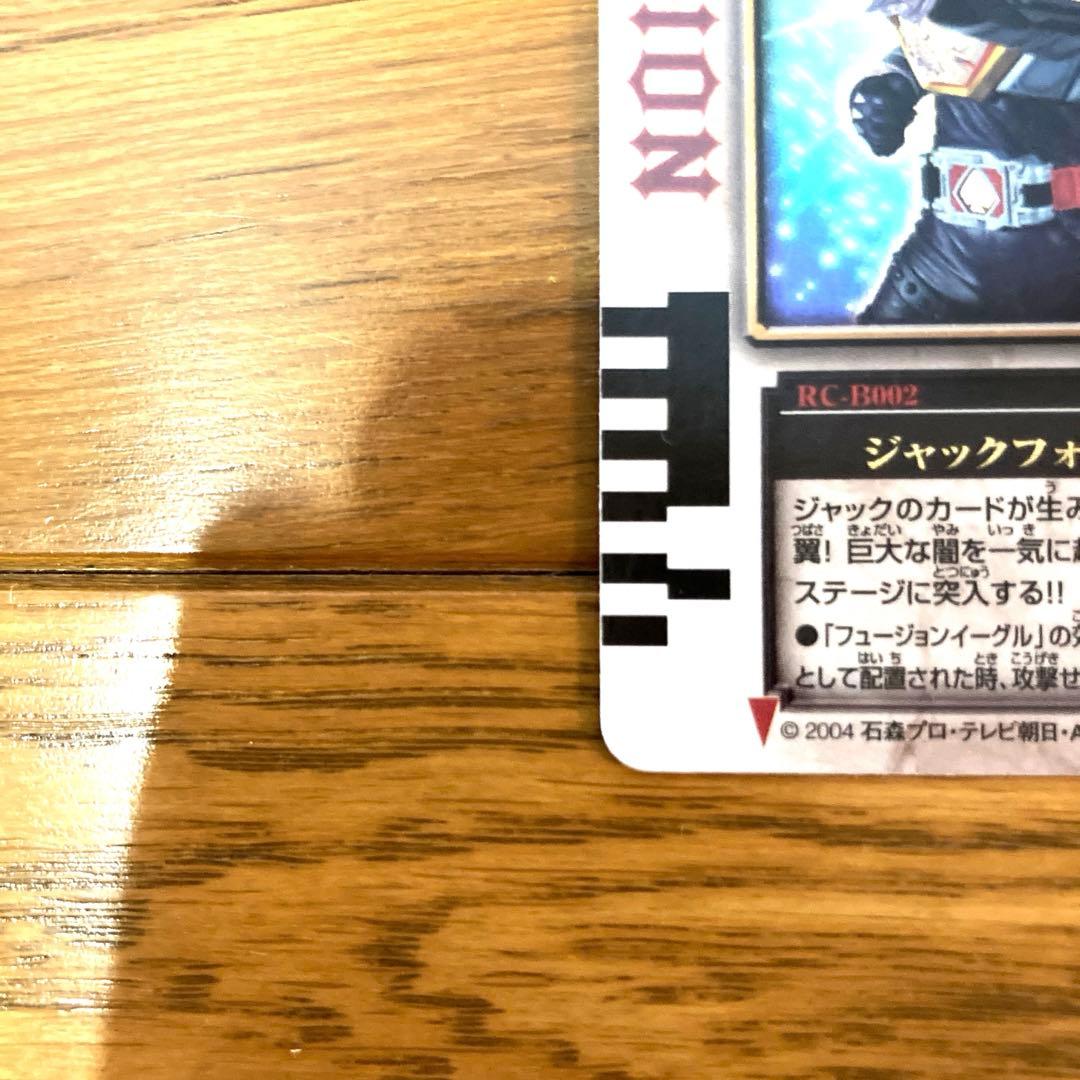 ION
RC-B002
ジャックフォ
ジャックのカードが生み
翼! 巨大な闇を一気に
ステージに突入する!!
●「フュージョンイーグル」の
として配置された時、攻撃せ
© 2004 石森プロ・テレビ朝日・A